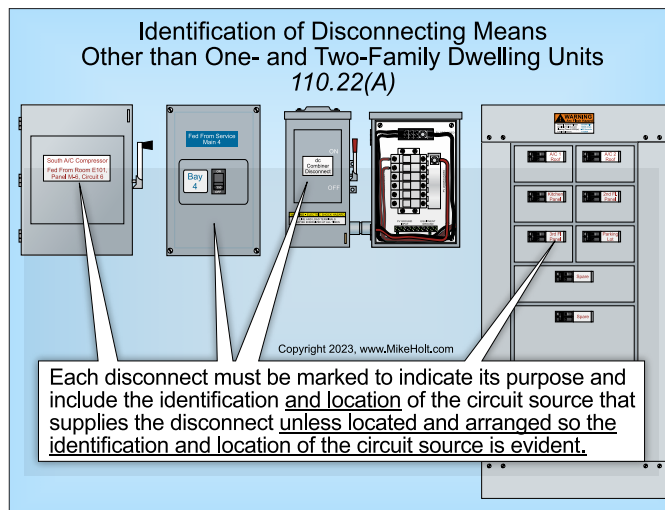 Identification of Disconnecting Means
Other than One- and Two-Family Dwelling Units
110.22(A)
WARNING
South A/C Compressor
Fed From Room E101,
Panel M-6, Circuit 6
Fed From Service
Main 4
Bay
4
ON
dc
Combiner
Disconnect
OFF
A/C 1
Roof
A/C 2
Roof
Kitchen
Panel
2nd Fl
Panel
3rd Fl
Panel
Parking
Lot
Spare
Spare
Copyright 2023, www.MikeHolt.com
Each disconnect must be marked to indicate its purpose and
include the identification and location of the circuit source that
supplies the disconnect unless located and arranged so the
identification and location of the circuit source is evident.